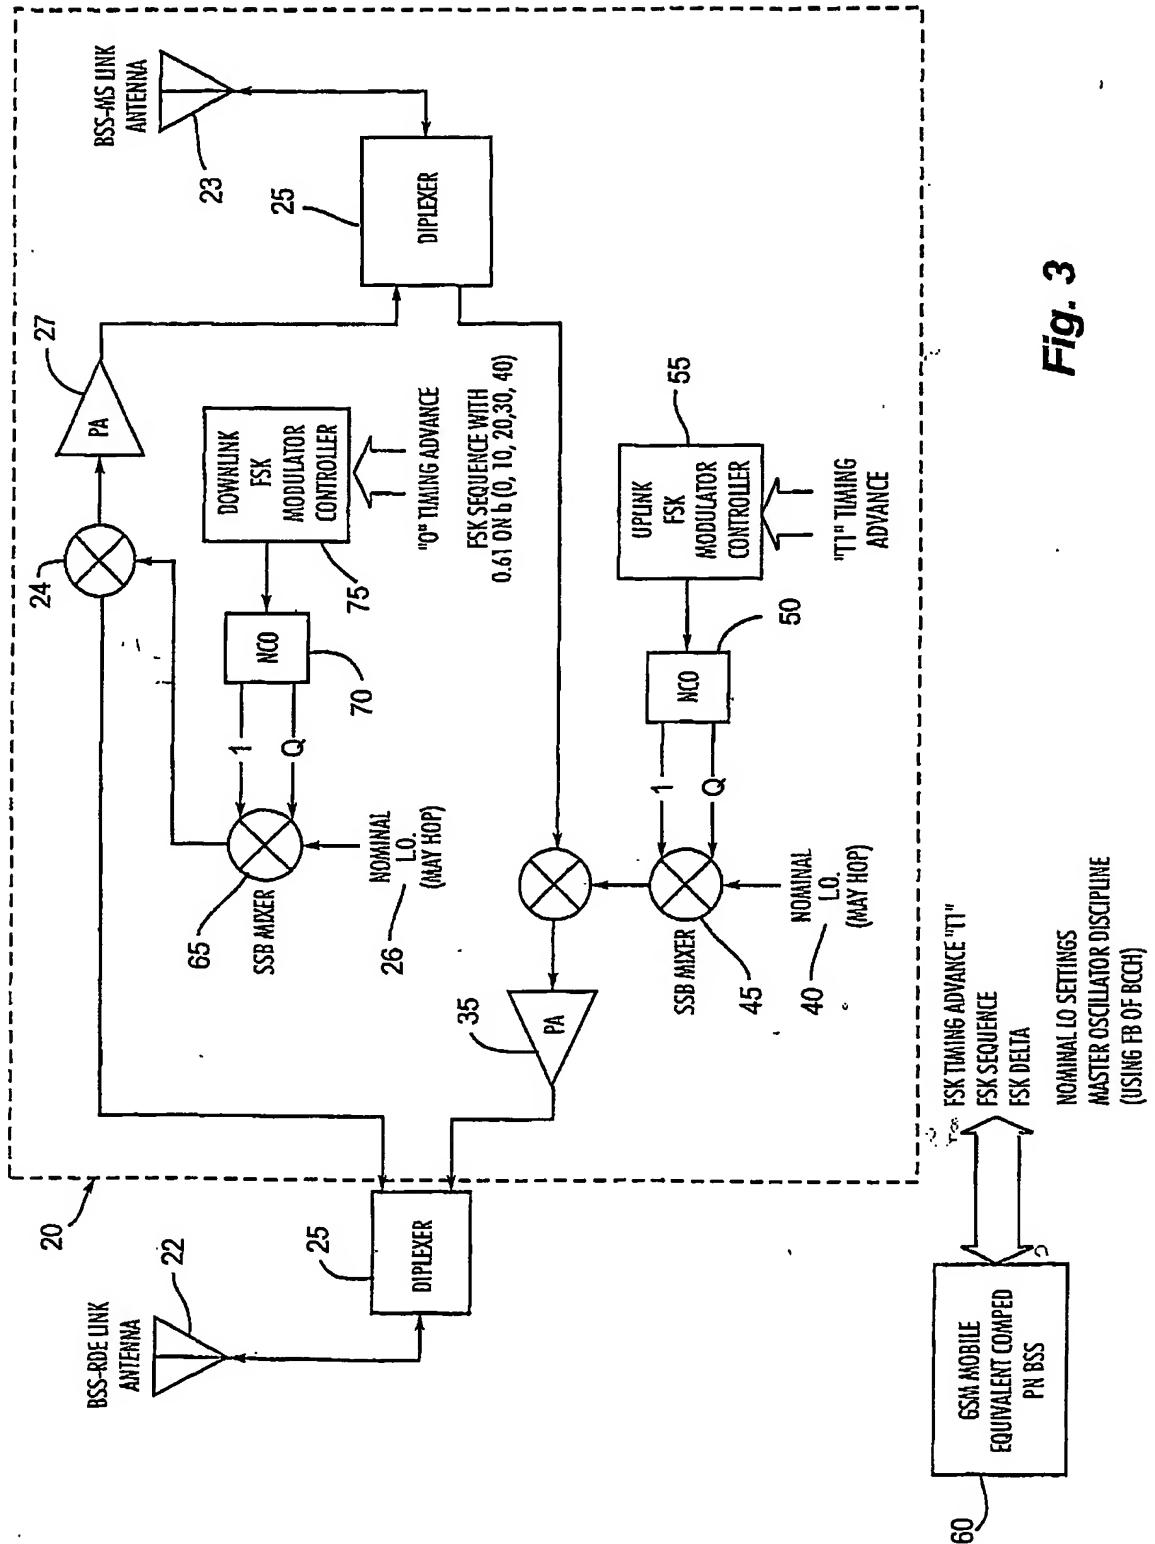 BSS-RDE LINK
ANTENNA
22
20
25
DIPLEXER
BSS-MS LINK
ANTENNA
23
25
DIPLEXER
24
PA
27
65
SSB MIXER
1
Q
NCO
70
DOWNLINK
FSK
MODULATOR
CONTROLLER
75
NOMINAL
L.O.
(MAY HOP)
26
"0" TIMING ADVANCE
FSK SEQUENCE WITH
0.61 ON b (0, 10, 20,30, 40)
35
PA
SSB MIXER
45
1
Q
NCO
50
UPLINK
FSK
MODULATOR
CONTROLLER
55
NOMINAL
L.O.
(MAY HOP)
40
"T1" TIMING
ADVANCE
60
GSM MOBILE
EQUIVALENT COMPED
PN BSS
FSK TIMING ADVANCE "T1"
FSK SEQUENCE
FSK DELTA
NOMINAL LO SETTINGS
MASTER OSCILLATOR DISCIPLINE
(USING FB OF BCCH)
Fig. 3